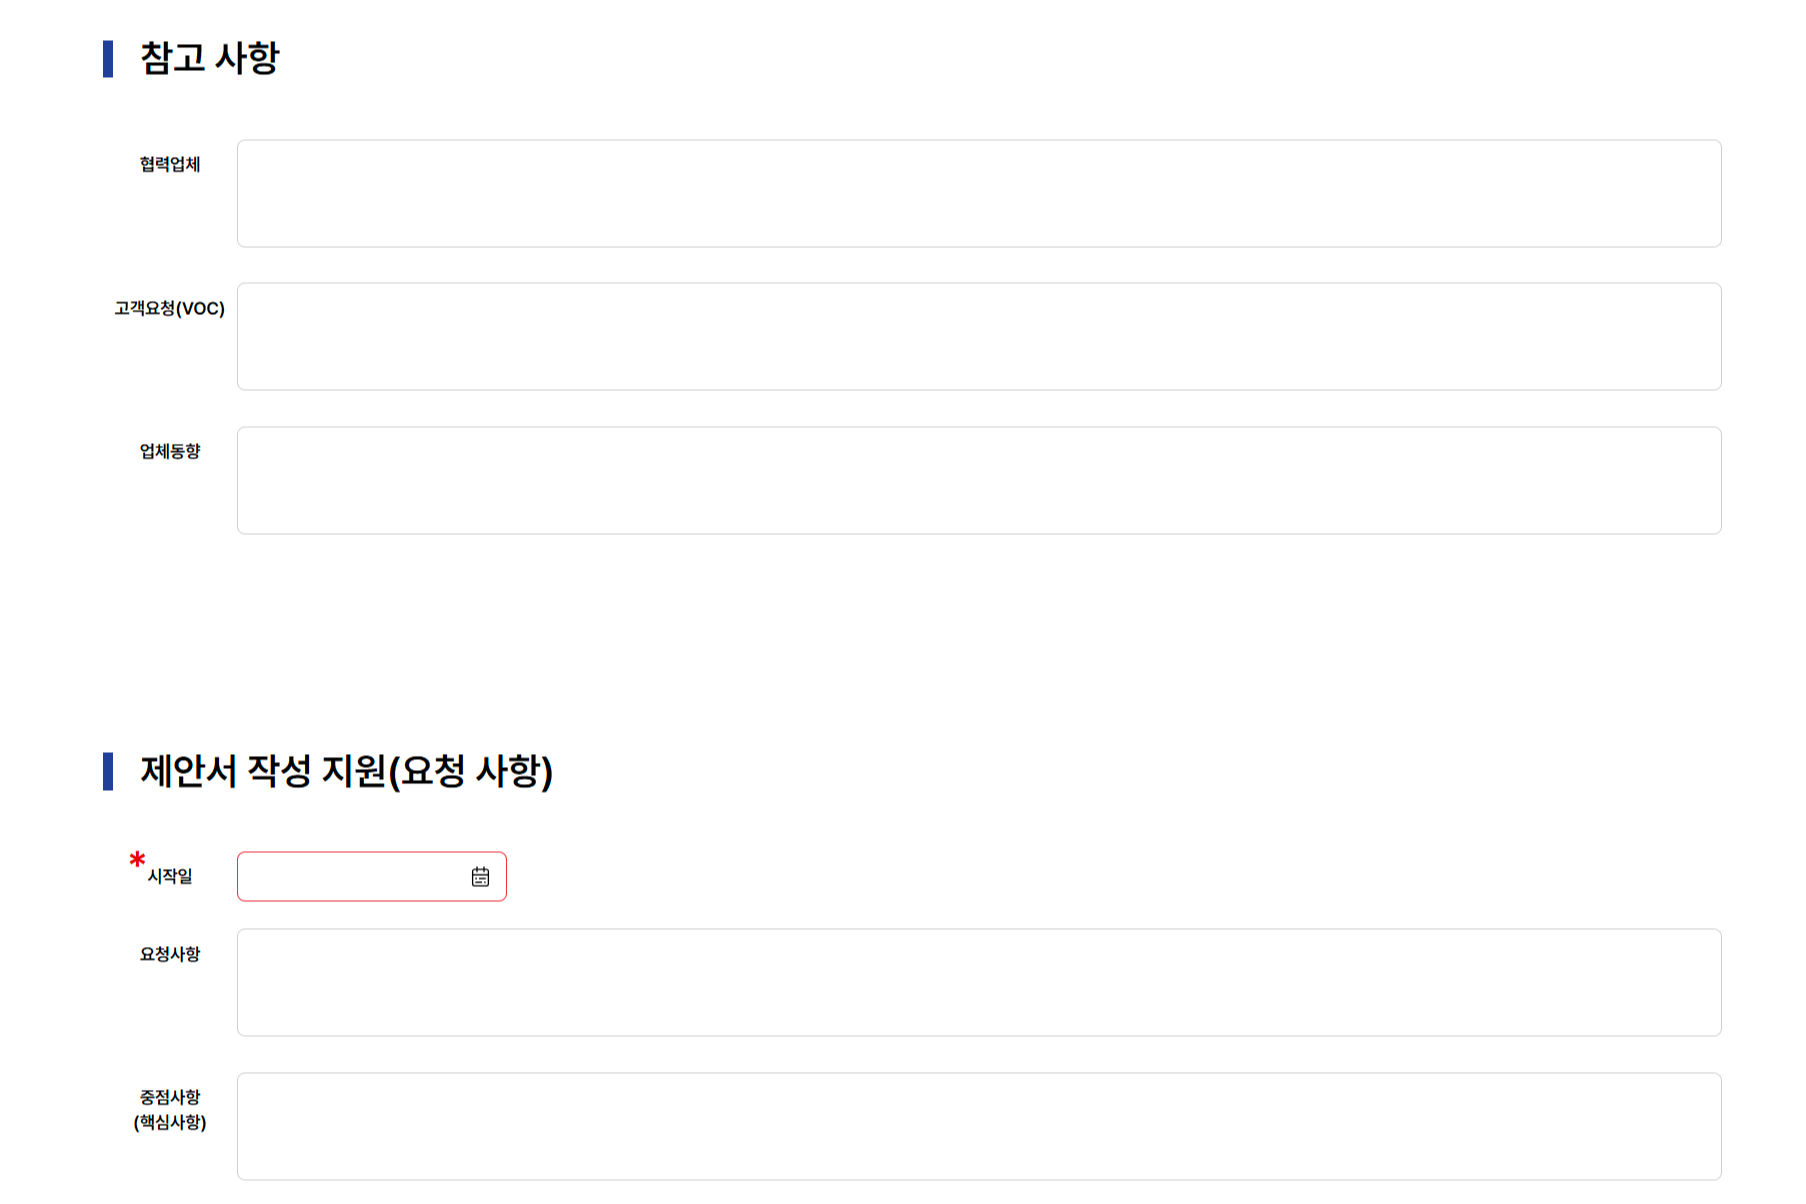 참고 사항
협력업체
고객요청(VOC)
업체동향
제안서 작성 지원(요청 사항)
* 시작일
요청사항
중점사항
(핵심사항)